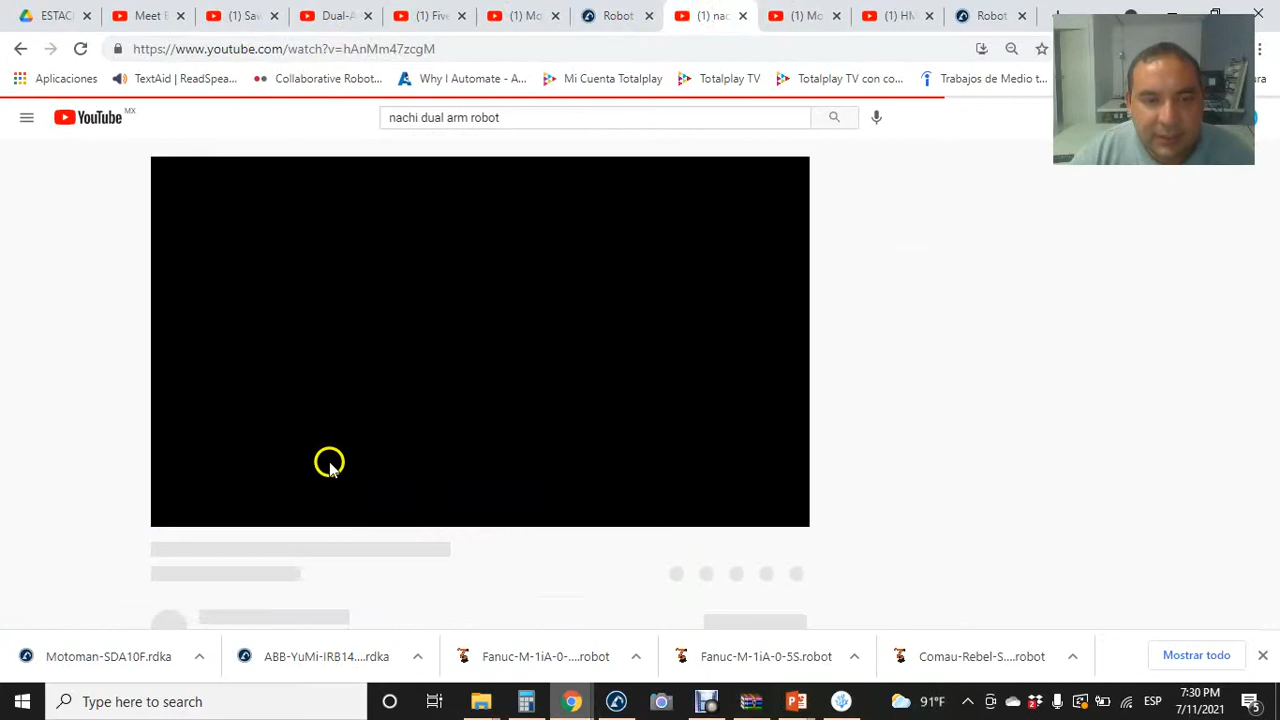 ESTAC
Meet E
(1) Sav
Dual-A
(1) Five
(1) Mo
Robot
(1) nac
(1) Mo
(1) HM
Robot
https://www.youtube.com/watch?v=hAnMm47zcgM
Aplicaciones
TextAid | ReadSpea...
Collaborative Robot...
Why I Automate - A...
Mi Cuenta Totalplay
Totalplay TV
Totalplay TV con co...
Trabajos de Medio t...
YouTube MX
nachi dual arm robot
Motoman-SDA10F.rdka
ABB-YuMi-IRB14....rdka
Fanuc-M-1iA-0-....robot
Fanuc-M-1iA-0-5S.robot
Comau-Rebel-S....robot
Mostrar todo
Type here to search
91°F
ESP
7:30 PM
7/11/2021
5